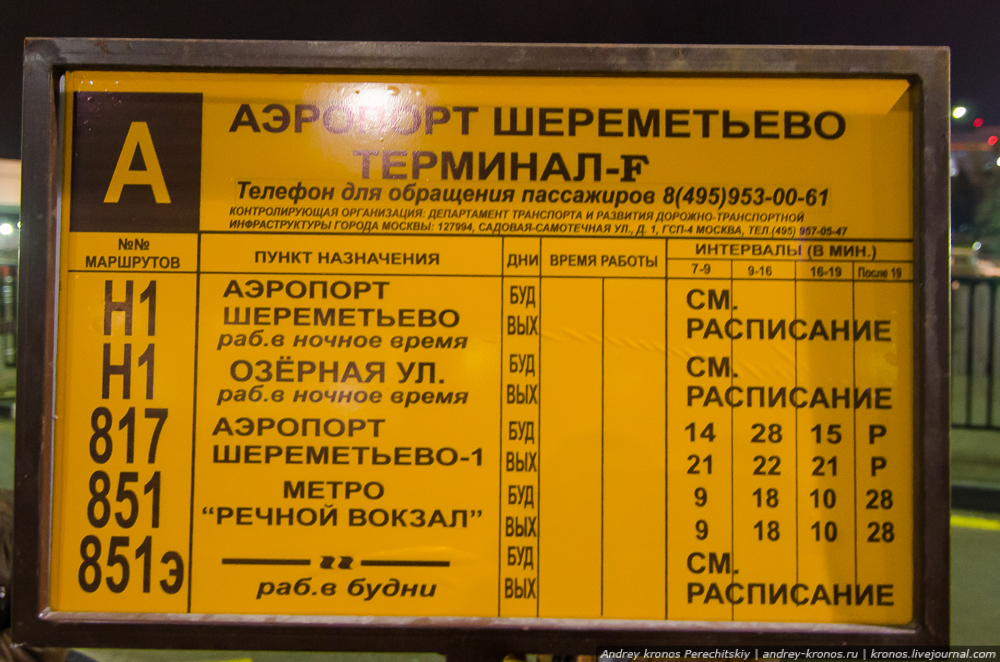 А
АЭРОПОРТ ШЕРЕМЕТЬЕВО
ТЕРМИНАЛ-F
Телефон для обращения пассажиров 8(495)953-00-61
КОНТРОЛИРУЮЩАЯ ОРГАНИЗАЦИЯ: ДЕПАРТАМЕНТ ТРАНСПОРТА И РАЗВИТИЯ ДОРОЖНО-ТРАНСПОРТНОЙ
ИНФРАСТРУКТУРЫ ГОРОДА МОСКВЫ: 127994, САДОВАЯ-САМОТЕЧНАЯ УЛ., Д. 1, ГСП-4 МОСКВА, ТЕЛ.(495) 957-05-47
№№
МАРШРУТОВ
ПУНКТ НАЗНАЧЕНИЯ
ДНИ
ВРЕМЯ РАБОТЫ
ИНТЕРВАЛЫ (В МИН.)
7-9 9-16 16-19 После 19
Н1
АЭРОПОРТ
ШЕРЕМЕТЬЕВО
раб.в ночное время
БУД
ВЫХ
СМ.
РАСПИСАНИЕ
Н1
ОЗЁРНАЯ УЛ.
раб.в ночное время
БУД
ВЫХ
СМ.
РАСПИСАНИЕ
817
АЭРОПОРТ
ШЕРЕМЕТЬЕВО-1
БУД 14 28 15 Р
ВЫХ 21 22 21 Р
851
МЕТРО
“РЕЧНОЙ ВОКЗАЛ”
БУД 9 18 10 28
ВЫХ 9 18 10 28
851э
раб.в будни
БУД
ВЫХ
СМ.
РАСПИСАНИЕ
Andrey kronos Perechitskiy | andrey-kronos.ru | kronos.livejournal.com